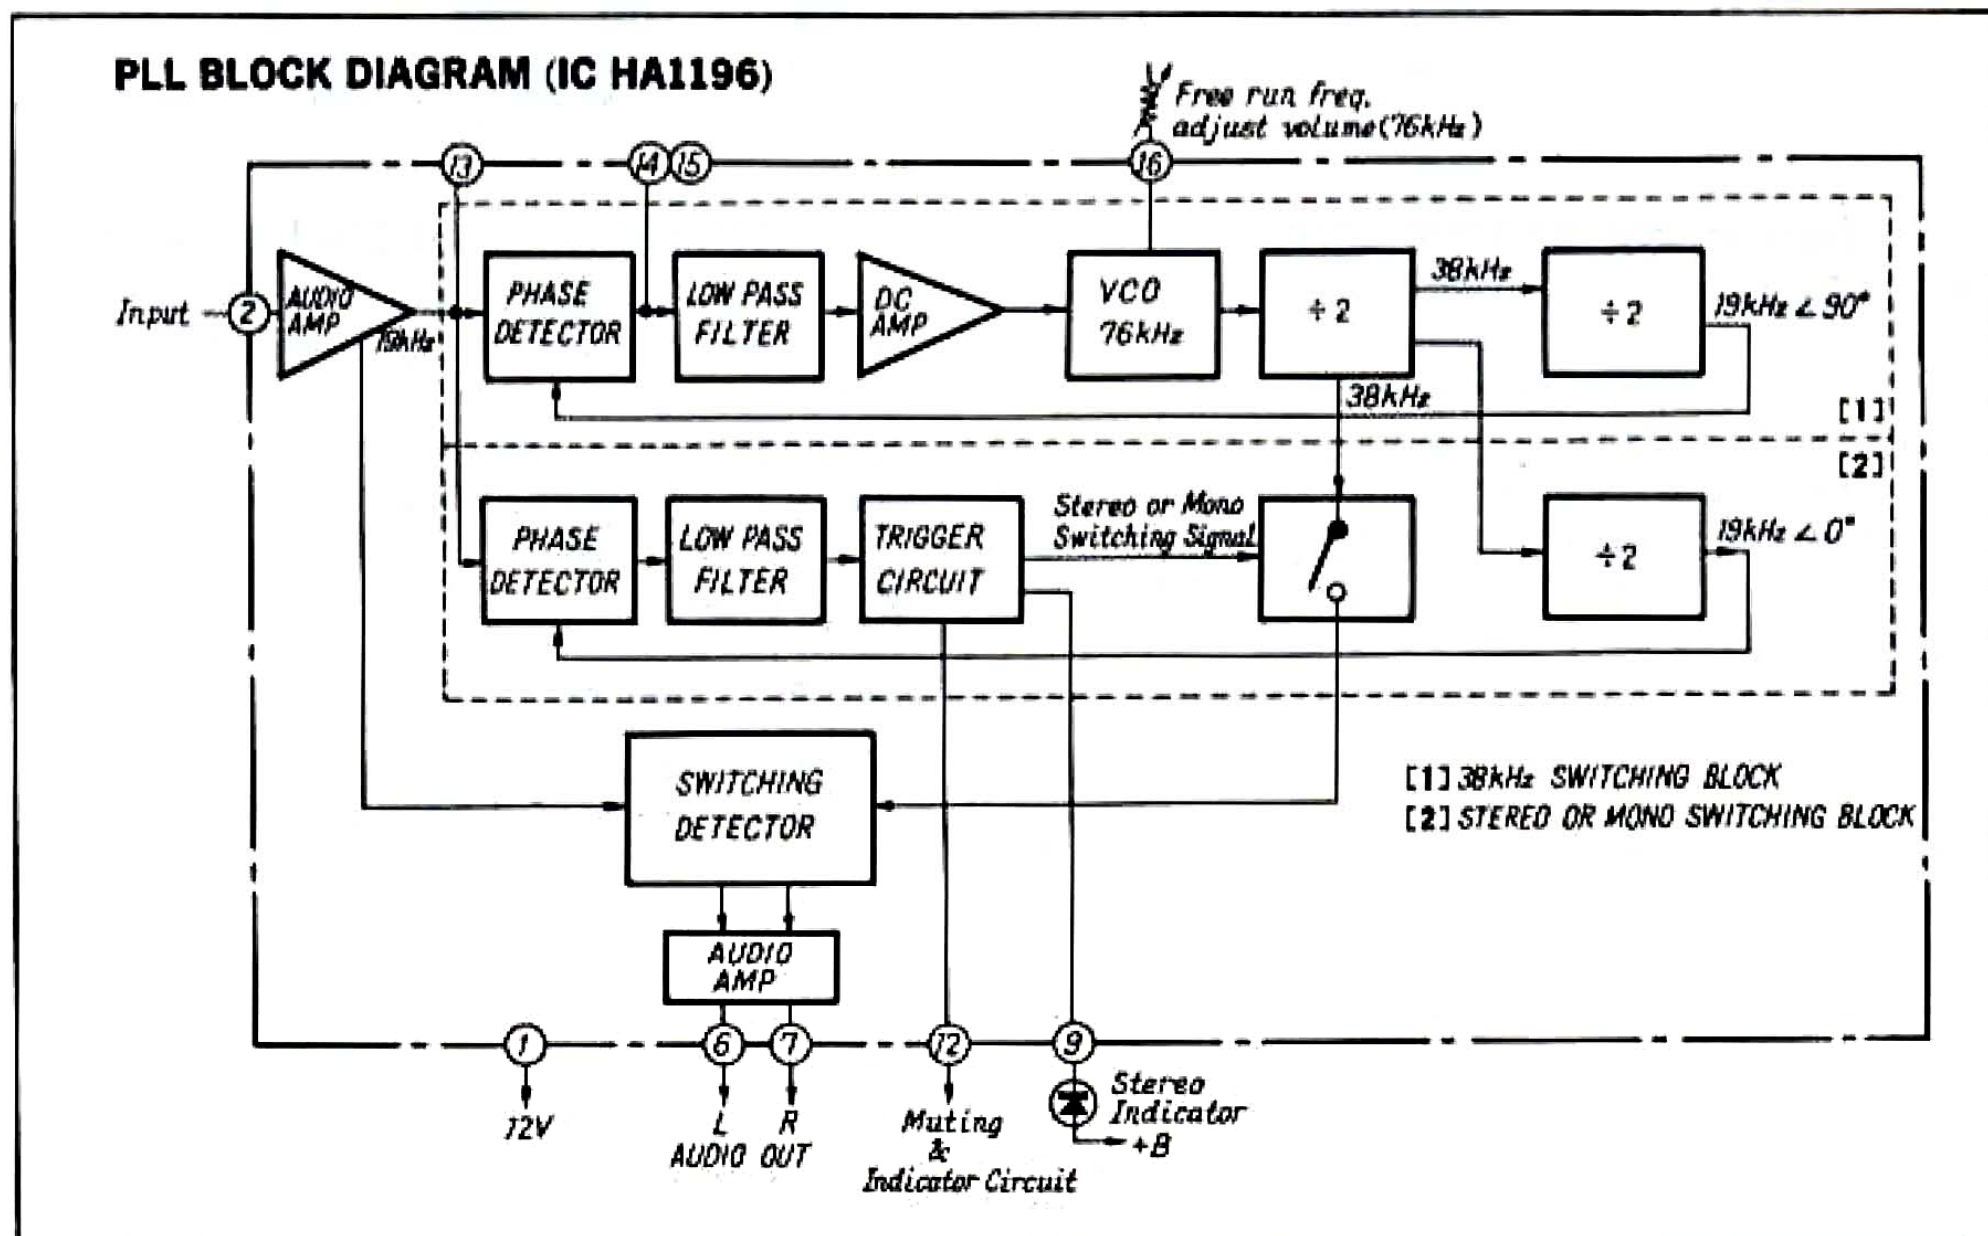 PLL BLOCK DIAGRAM (IC HA1196)
Free run freq.
adjust volume(76kHz)
13
14
15
16
Input
2
AUDIO
AMP
19kHz
PHASE
DETECTOR
LOW PASS
FILTER
DC
AMP
VCO
76kHz
÷2
38kHz
÷2
19kHz∠90°
38kHz
[1]
[2]
PHASE
DETECTOR
LOW PASS
FILTER
TRIGGER
CIRCUIT
Stereo or Mono
Switching Signal
÷2
19kHz∠0°
SWITCHING
DETECTOR
[1] 38kHz SWITCHING BLOCK
[2] STEREO OR MONO SWITCHING BLOCK
AUDIO
AMP
1
6
7
12
9
12V
L R
AUDIO OUT
Muting
&
Indicator Circuit
Stereo
Indicator
+B